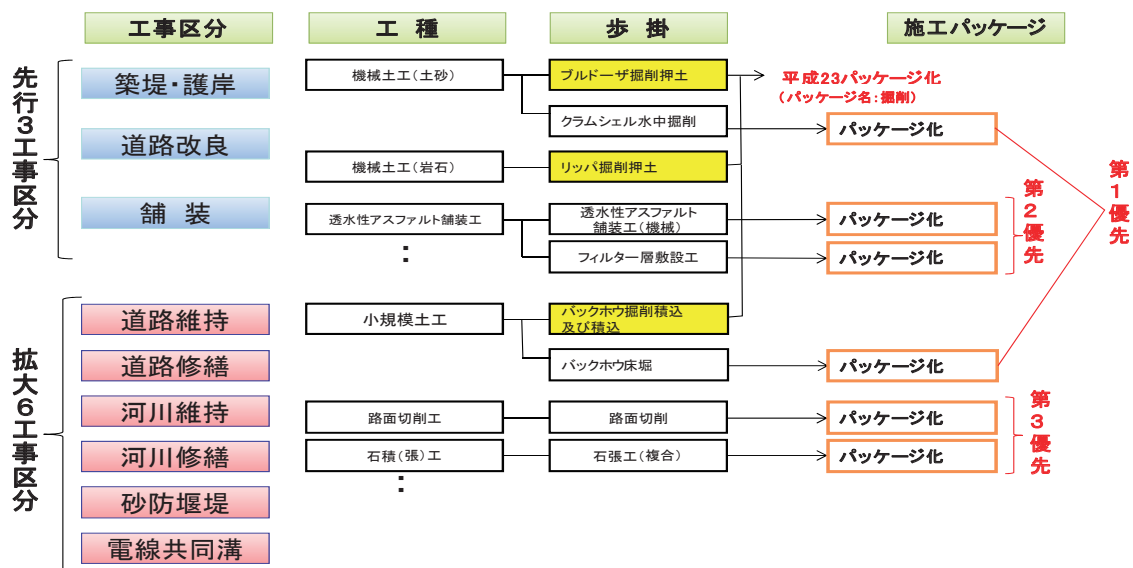 工事区分
工 種
歩 掛
施工パッケージ
先行３工事区分
築堤・護岸
道路改良
舗 装
機械土工（土砂）
ブルドーザ掘削押土
平成23パッケージ化
（パッケージ名：掘削）
クラムシェル水中掘削
パッケージ化
機械土工（岩石）
リッパ掘削押土
透水性アスファルト舗装工
透水性アスファルト
舗装工（機械）
パッケージ化
フィルター層敷設工
パッケージ化
：
第２優先
第１優先
拡大６工事区分
道路維持
道路修繕
河川維持
河川修繕
砂防堰堤
電線共同溝
小規模土工
バックホウ掘削積込
及び積込
バックホウ床堀
パッケージ化
路面切削工
路面切削
パッケージ化
石積（張）工
石張工（複合）
パッケージ化
：
第３優先